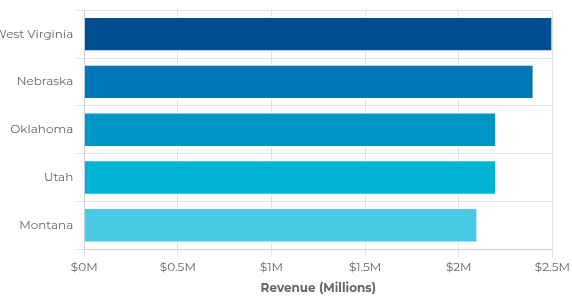 West Virginia
Nebraska
Oklahoma
Utah
Montana
$0M $0.5M $1M $1.5M $2M $2.5M
Revenue (Millions)